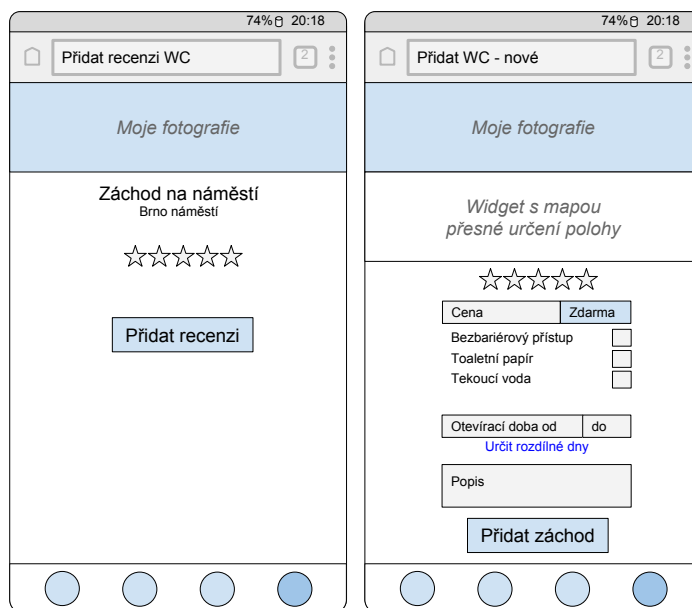 74% 20:18
Přidat recenzi WC
2
Moje fotografie
Záchod na náměstí
Brno náměstí
Přidat recenzi
74% 20:18
Přidat WC - nové
2
Moje fotografie
Widget s mapou
přesné určení polohy
Cena Zdarma
Bezbariérový přístup
Toaletní papír
Tekoucí voda
Otevírací doba od do
Určit rozdílné dny
Popis
Přidat záchod